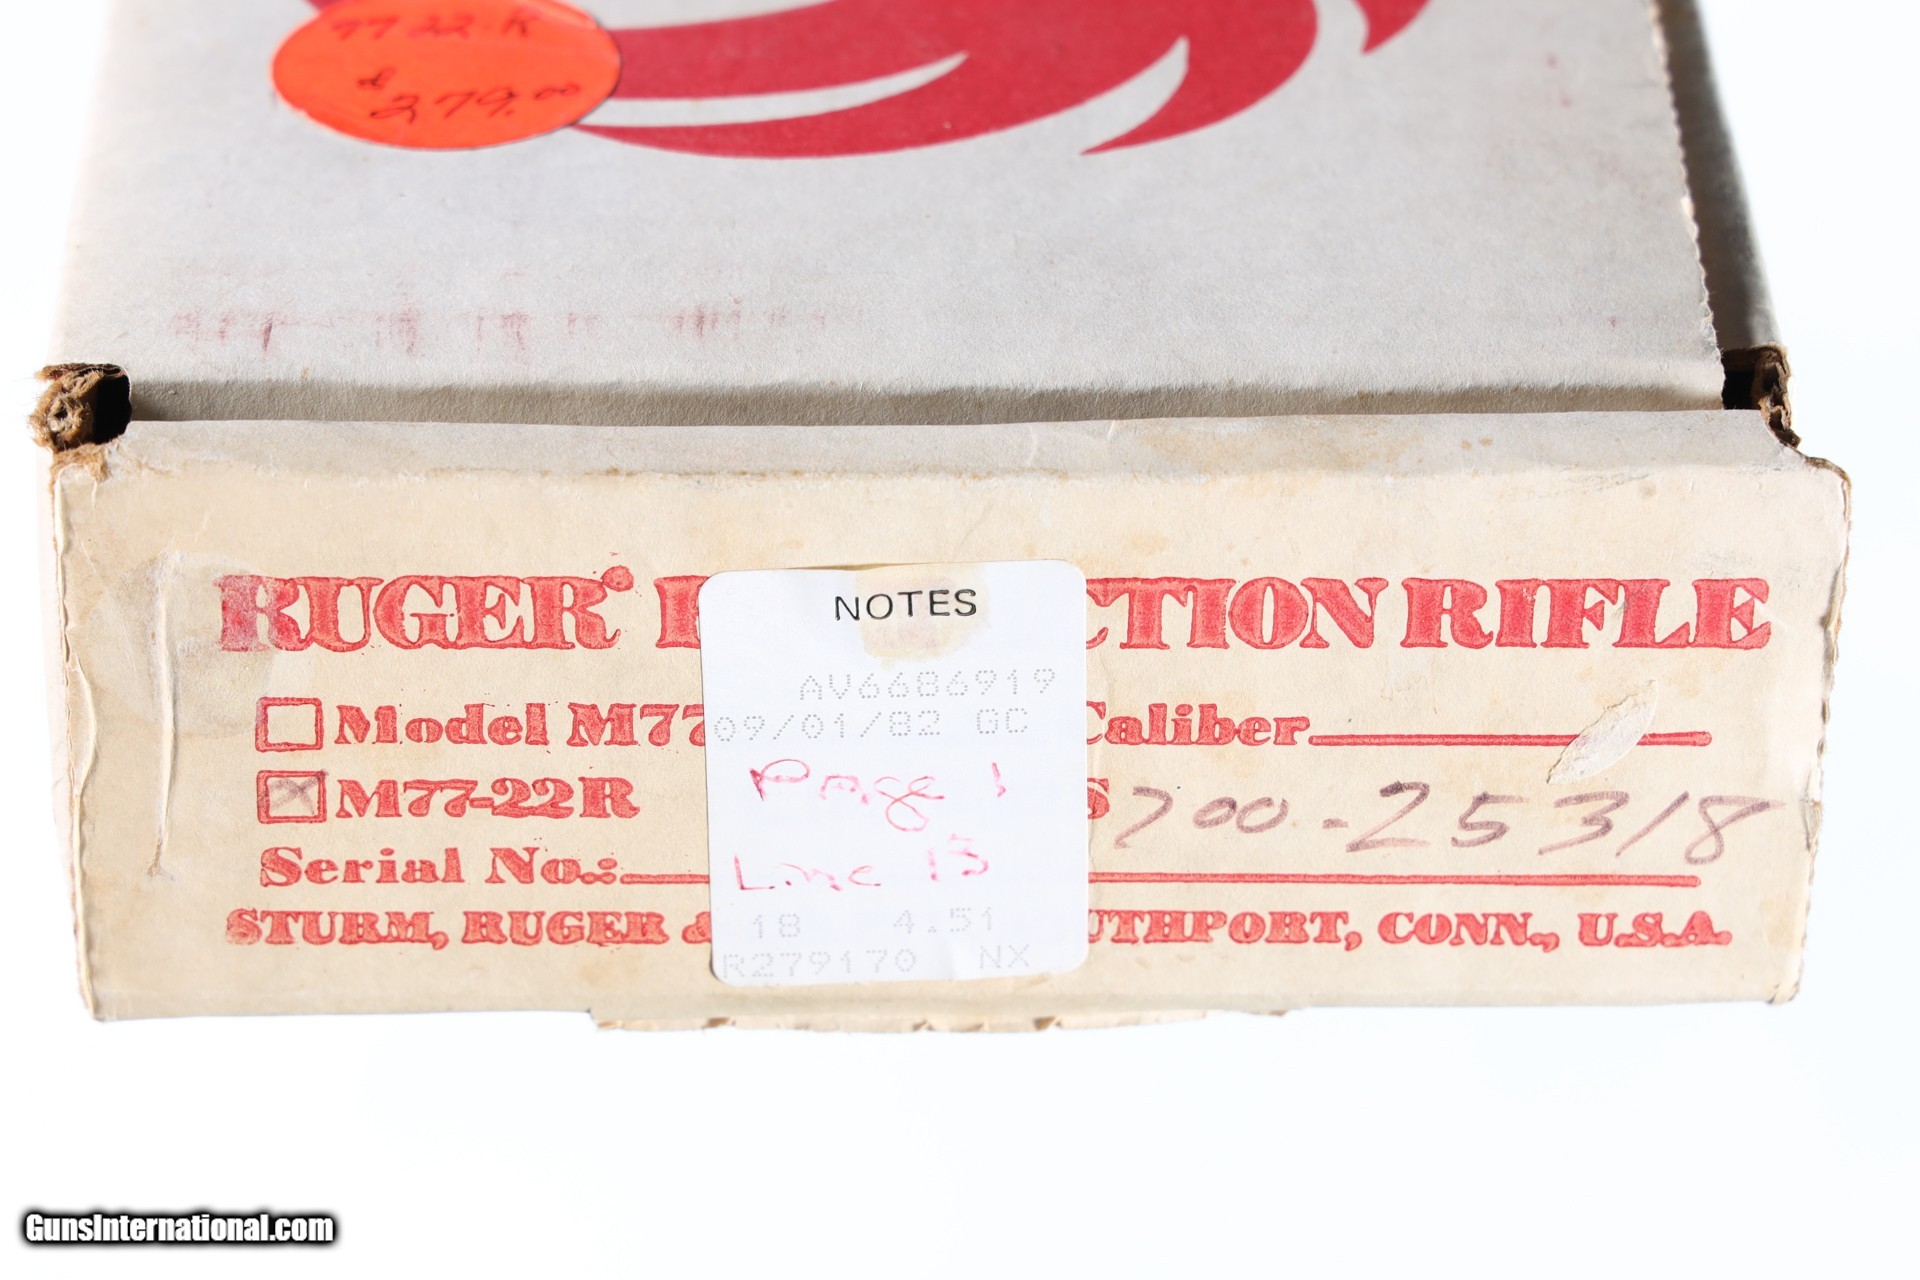 77 22-R
$279.00
RUGER® CTION RIFLE
Model M77 Caliber
M77-22R
Serial No.: 700-25318
STURM, RUGER & UTHPORT, CONN., U.S.A.
NOTES
AV6686919
09/01/82 GC
Page 1
Line 13
18 4.51
R279170 NX
GunsInternational.com